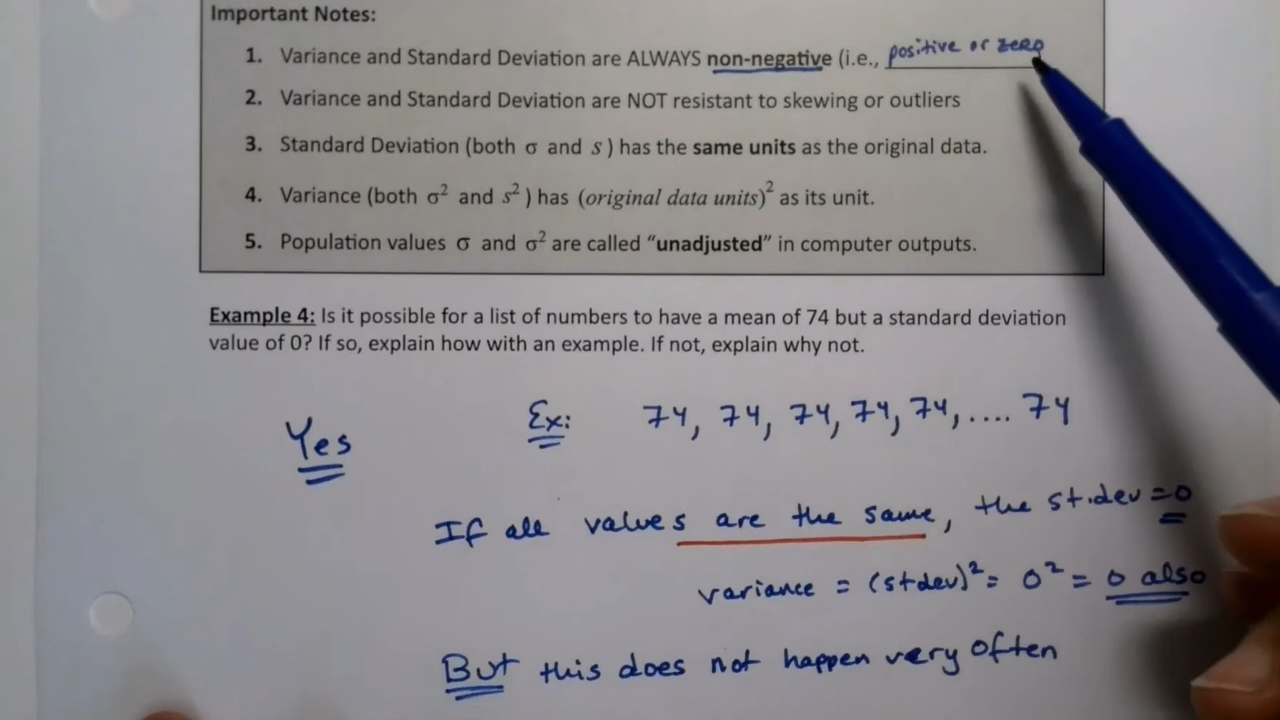 Important Notes:
1. Variance and Standard Deviation are ALWAYS non-negative (i.e., positive or zero
2. Variance and Standard Deviation are NOT resistant to skewing or outliers
3. Standard Deviation (both σ and s ) has the same units as the original data.
4. Variance (both σ² and s² ) has (original data units)² as its unit.
5. Population values σ and σ² are called “unadjusted” in computer outputs.
Example 4: Is it possible for a list of numbers to have a mean of 74 but a standard deviation
value of 0? If so, explain how with an example. If not, explain why not.
Yes Ex: 74, 74, 74, 74, 74, .... 74
If all values are the same, the st.dev = 0
variance = (stdev)² = 0² = 0 also
But this does not happen very often